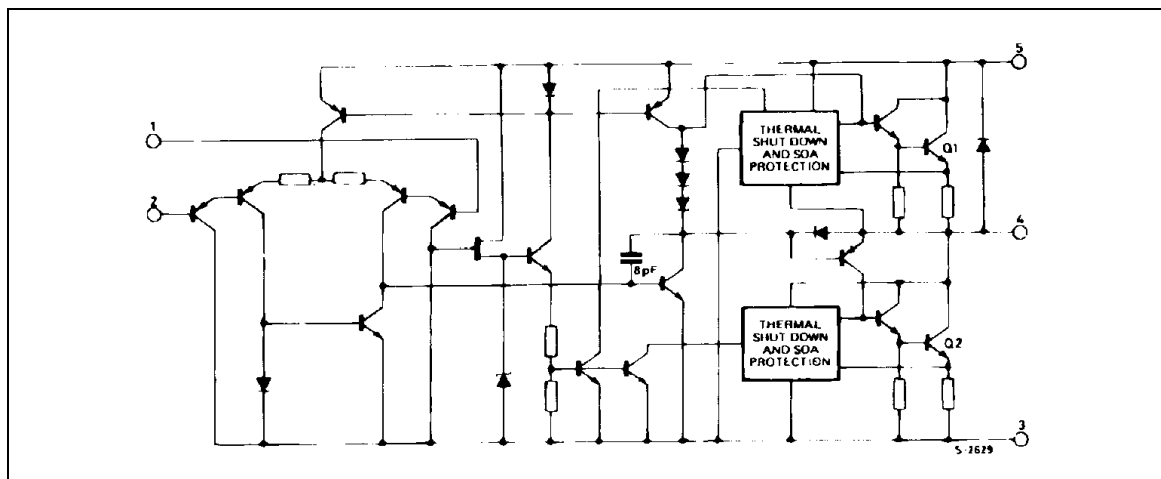 5
1
THERMAL
SHUT DOWN
AND SOA
PROTECTION
Q1
2
4
8pF
THERMAL
SHUT DOWN
AND SOA
PROTECTION
Q2
3
S-2629